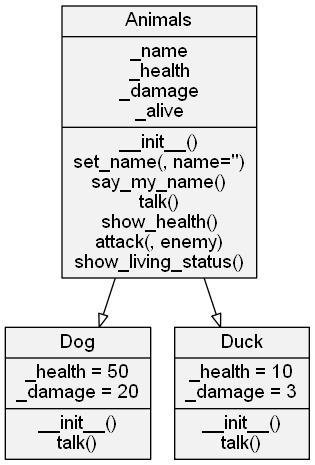 Animals
_name
_health
_damage
_alive
__init__()
set_name(, name='')
say_my_name()
talk()
show_health()
attack(, enemy)
show_living_status()
Dog
_health = 50
_damage = 20
__init__()
talk()
Duck
_health = 10
_damage = 3
__init__()
talk()